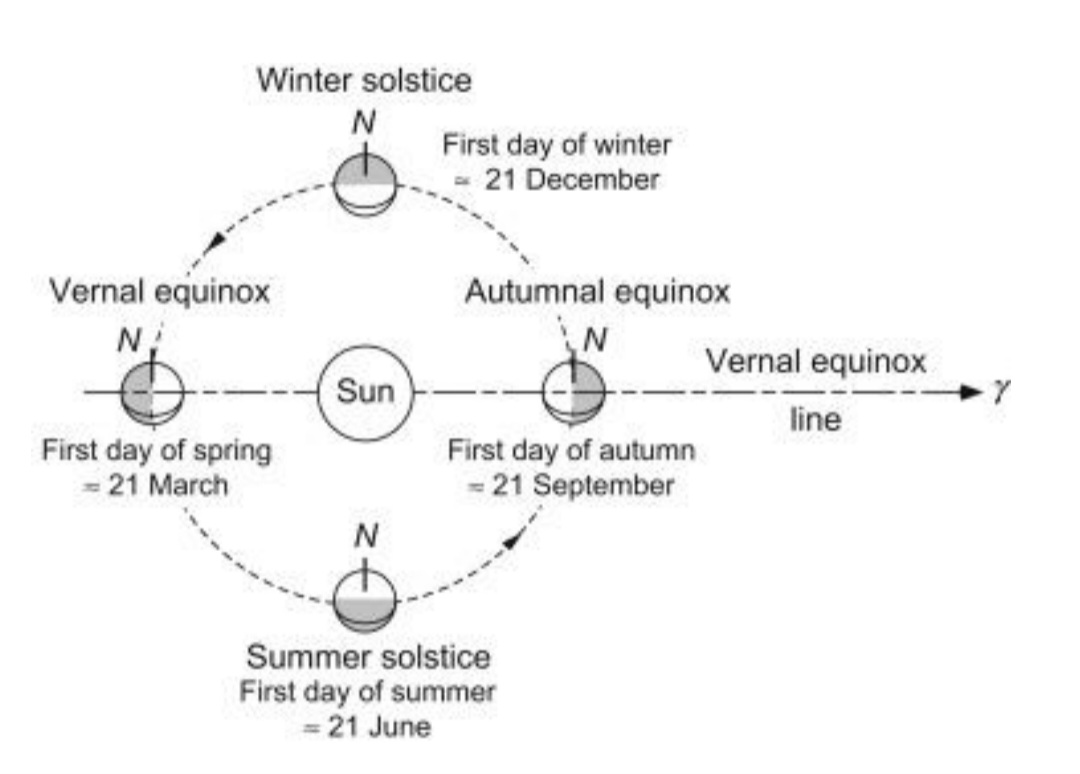 Winter solstice
N
First day of winter
≃ 21 December
Vernal equinox
Autumnal equinox
N
N
Sun
Vernal equinox
line
γ
First day of spring
≃ 21 March
First day of autumn
≃ 21 September
N
Summer solstice
First day of summer
≃ 21 June